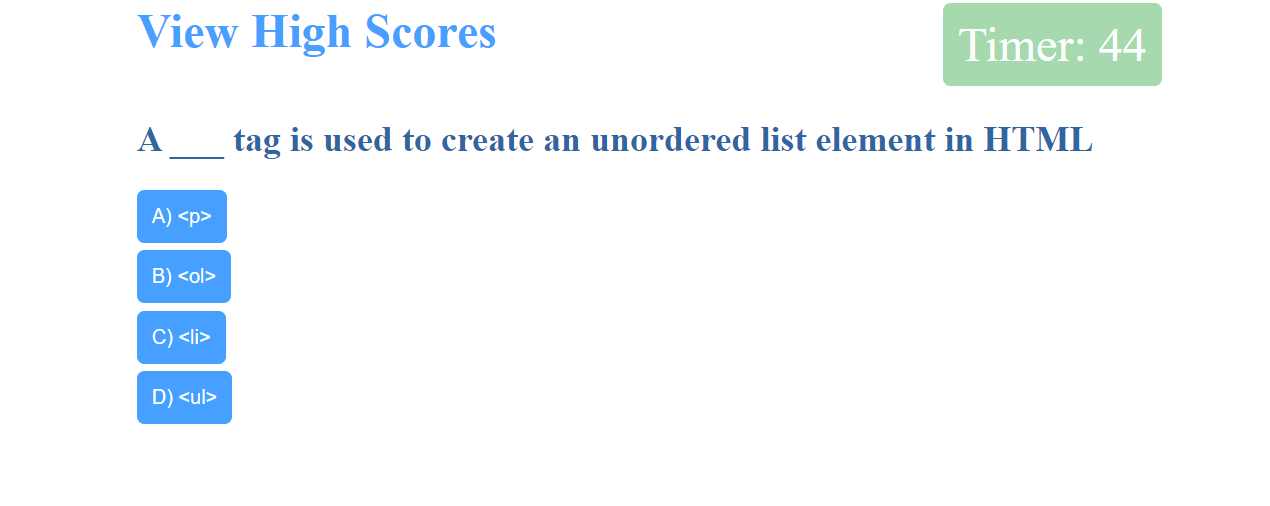 View High Scores
Timer: 44
A ___ tag is used to create an unordered list element in HTML
A) <p>
B) <ol>
C) <li>
D) <ul>